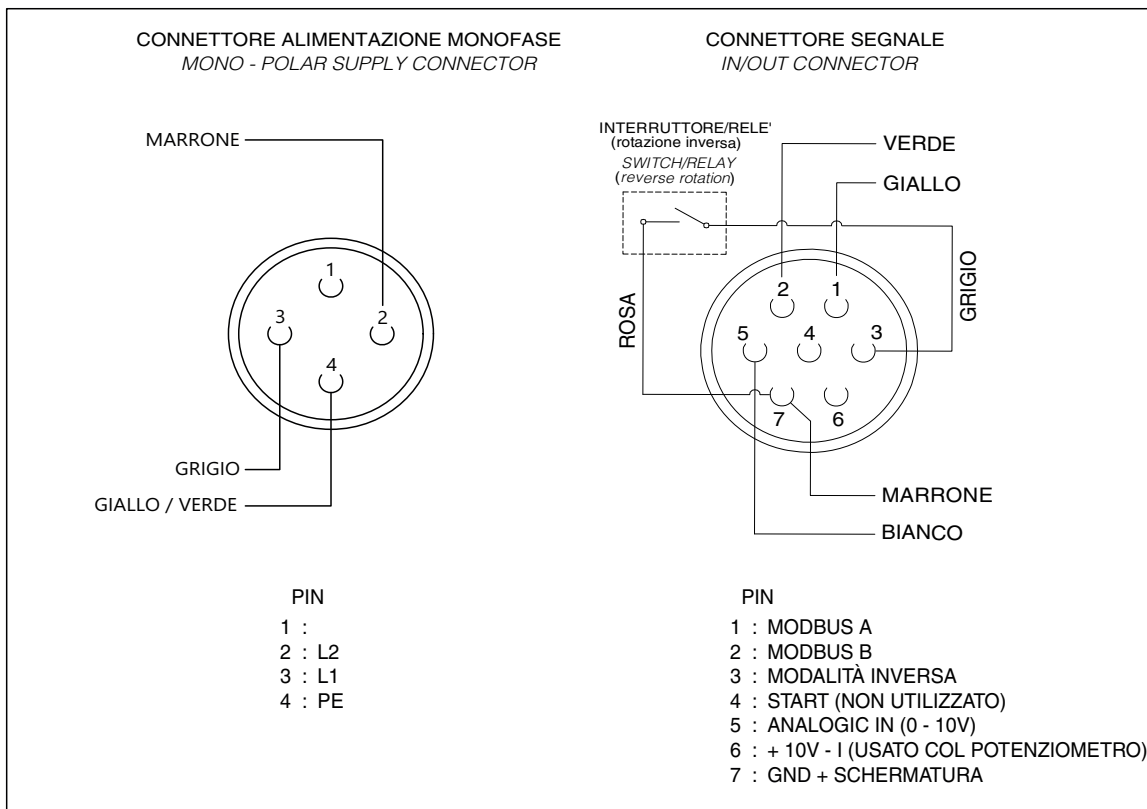 CONNETTORE ALIMENTAZIONE MONOFASE
MONO - POLAR SUPPLY CONNECTOR
MARRONE
1
3
2
4
GRIGIO
GIALLO / VERDE
PIN
1 :
2 : L2
3 : L1
4 : PE
CONNETTORE SEGNALE
IN/OUT CONNECTOR
INTERRUTTORE/RELE'
(rotazione inversa)
SWITCH/RELAY
(reverse rotation)
VERDE
GIALLO
ROSA
GRIGIO
2
1
5
4
3
7
6
MARRONE
BIANCO
PIN
1 : MODBUS A
2 : MODBUS B
3 : MODALITÀ INVERSA
4 : START (NON UTILIZZATO)
5 : ANALOGIC IN (0 - 10V)
6 : + 10V - I (USATO COL POTENZIOMETRO)
7 : GND + SCHERMATURA